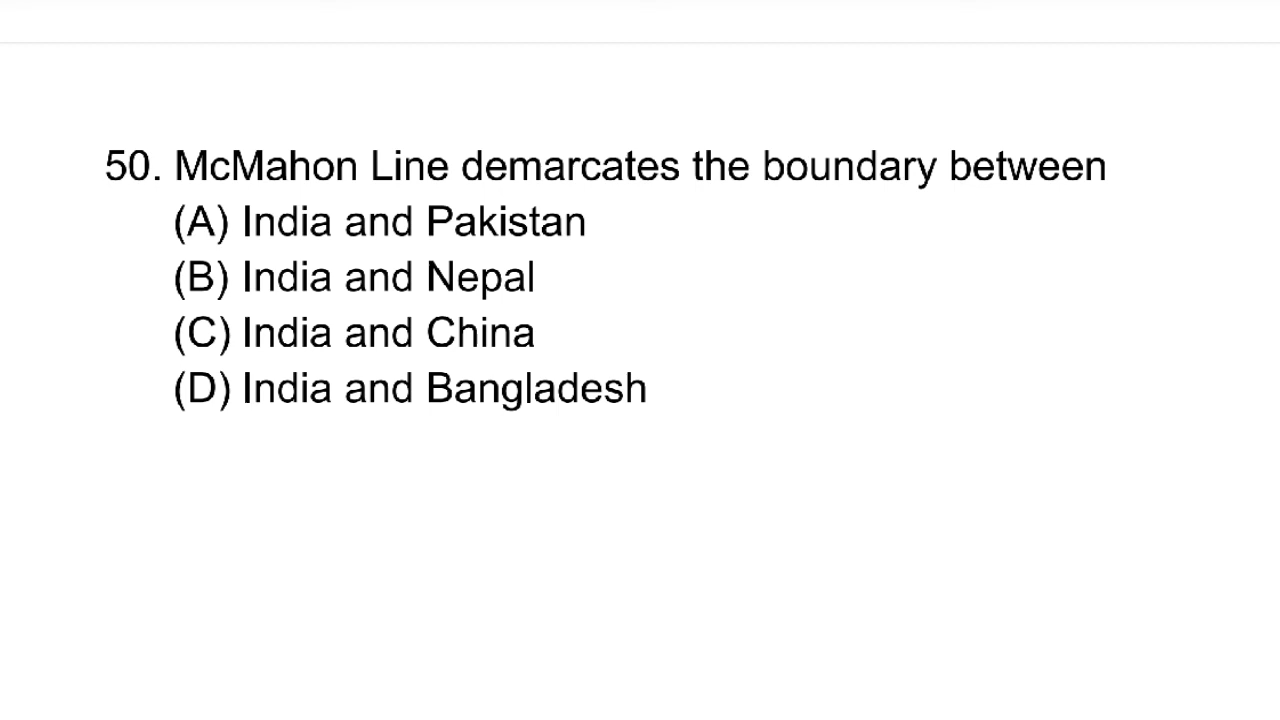 50. McMahon Line demarcates the boundary between
(A) India and Pakistan
(B) India and Nepal
(C) India and China
(D) India and Bangladesh